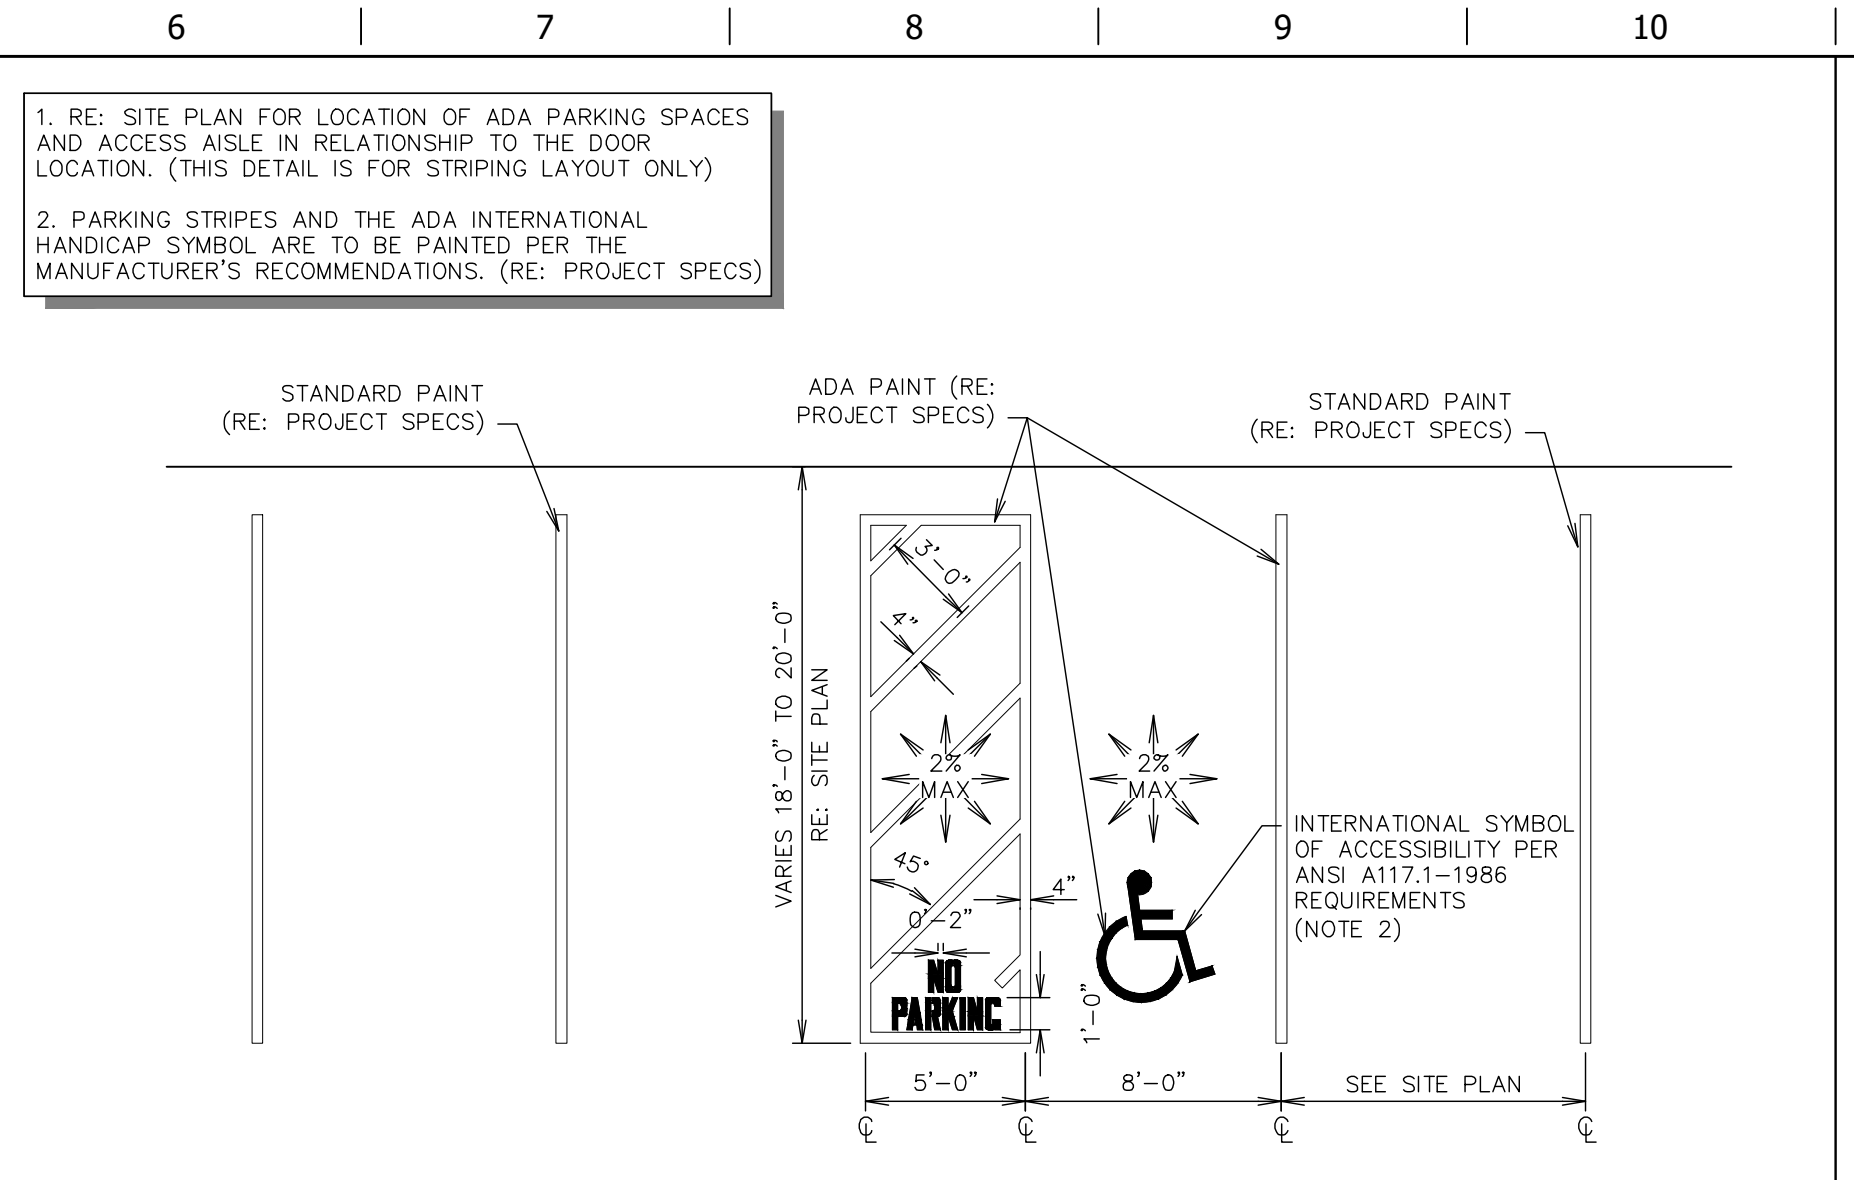 6 7 8 9 10
1. RE: SITE PLAN FOR LOCATION OF ADA PARKING SPACES
AND ACCESS AISLE IN RELATIONSHIP TO THE DOOR
LOCATION. (THIS DETAIL IS FOR STRIPING LAYOUT ONLY)
2. PARKING STRIPES AND THE ADA INTERNATIONAL
HANDICAP SYMBOL ARE TO BE PAINTED PER THE
MANUFACTURER'S RECOMMENDATIONS. (RE: PROJECT SPECS)
STANDARD PAINT
(RE: PROJECT SPECS)
ADA PAINT (RE:
PROJECT SPECS)
STANDARD PAINT
(RE: PROJECT SPECS)
VARIES 18'-0" TO 20'-0"
RE: SITE PLAN
3'-0"
4"
2%
MAX
2%
MAX
45°
4"
0'-2"
NO
PARKING
1'-0"
INTERNATIONAL SYMBOL
OF ACCESSIBILITY PER
ANSI A117.1-1986
REQUIREMENTS
(NOTE 2)
5'-0"
8'-0"
SEE SITE PLAN
℄ ℄ ℄ ℄